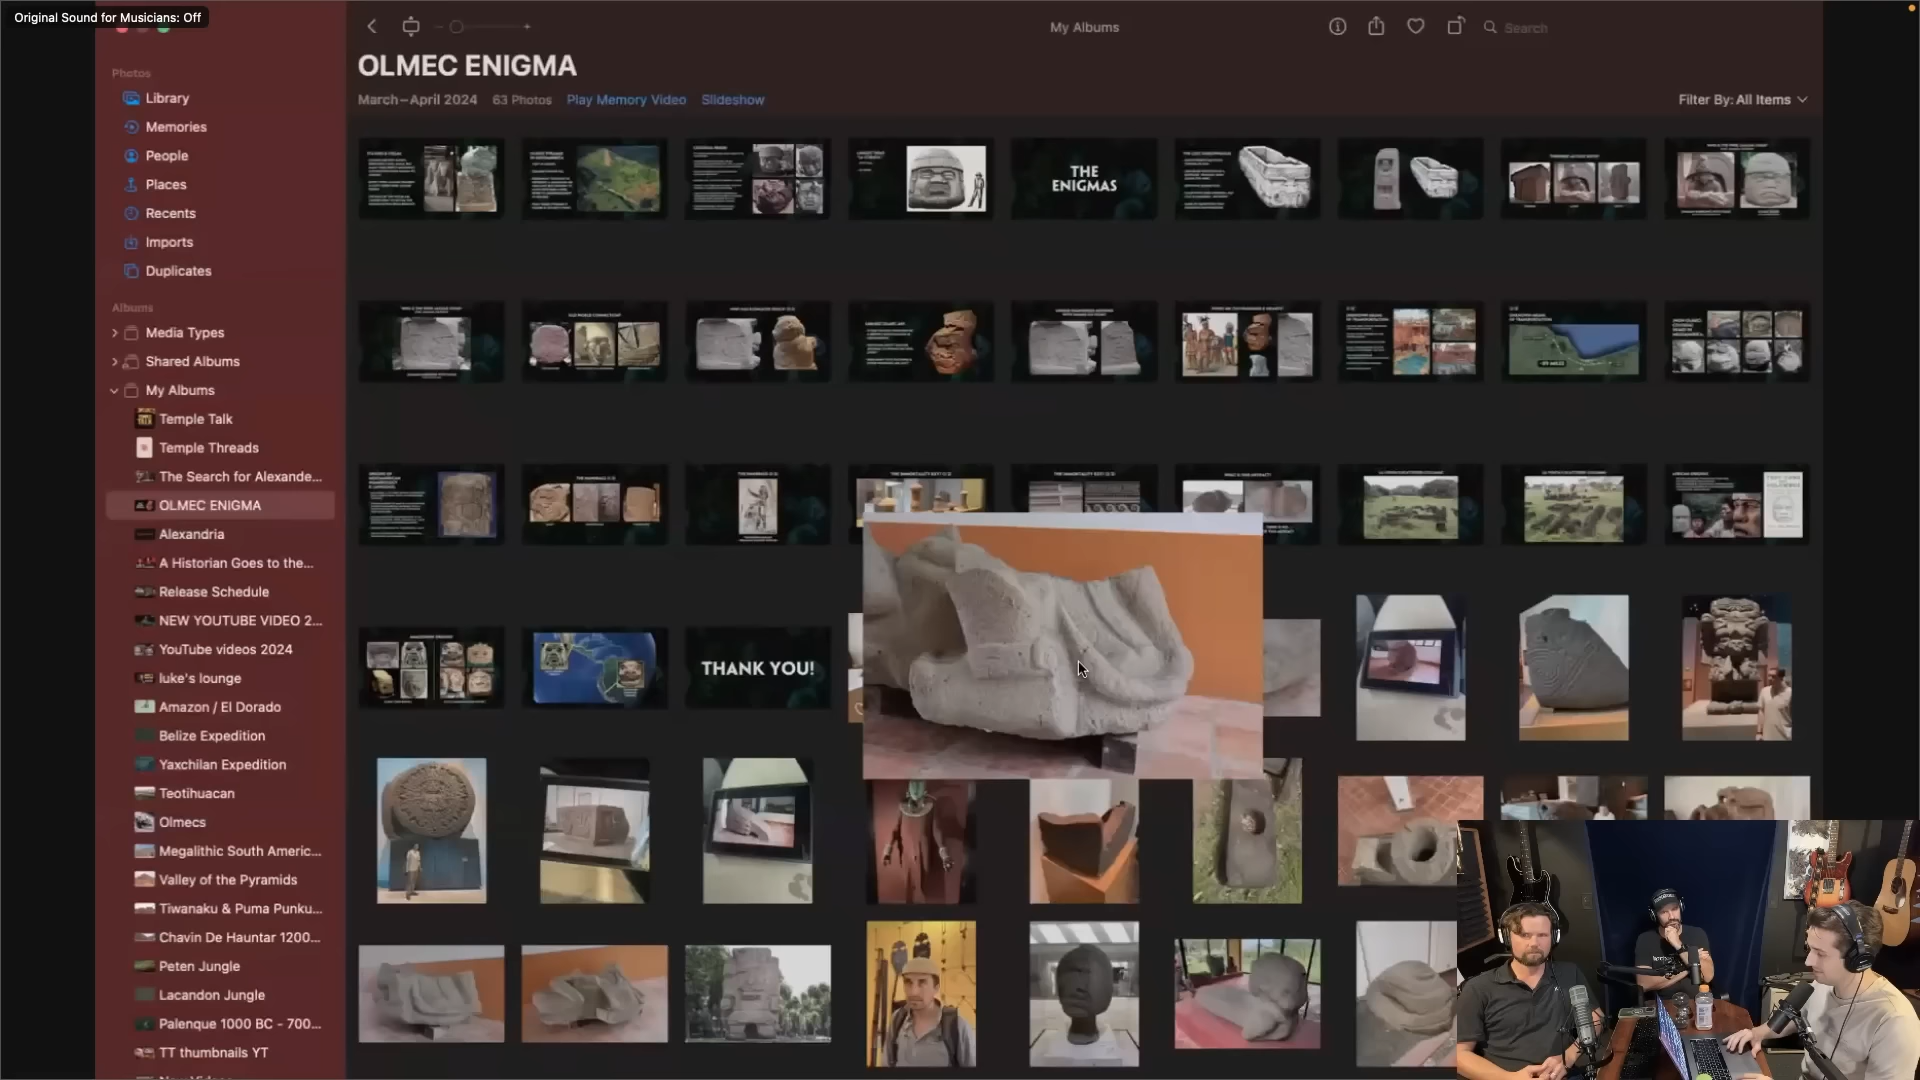 Original Sound for Musicians: Off
My Albums
Search
OLMEC ENIGMA
March–April 2024
63 Photos
Play Memory Video
Slideshow
Filter By: All Items
Photos
Library
Memories
People
Places
Recents
Imports
Duplicates
Albums
Media Types
Shared Albums
My Albums
Temple Talk
Temple Threads
The Search for Alexande...
OLMEC ENIGMA
Alexandria
A Historian Goes to the...
Release Schedule
NEW YOUTUBE VIDEO 2...
YouTube videos 2024
luke's lounge
Amazon / El Dorado
Belize Expedition
Yaxchilan Expedition
Teotihuacan
Olmecs
Megalithic South Americ...
Valley of the Pyramids
Tiwanaku & Puma Punku...
Chavin De Hauntar 1200...
Peten Jungle
Lacandon Jungle
Palenque 1000 BC - 700...
TT thumbnails YT
THE
ENIGMAS
THANK YOU!